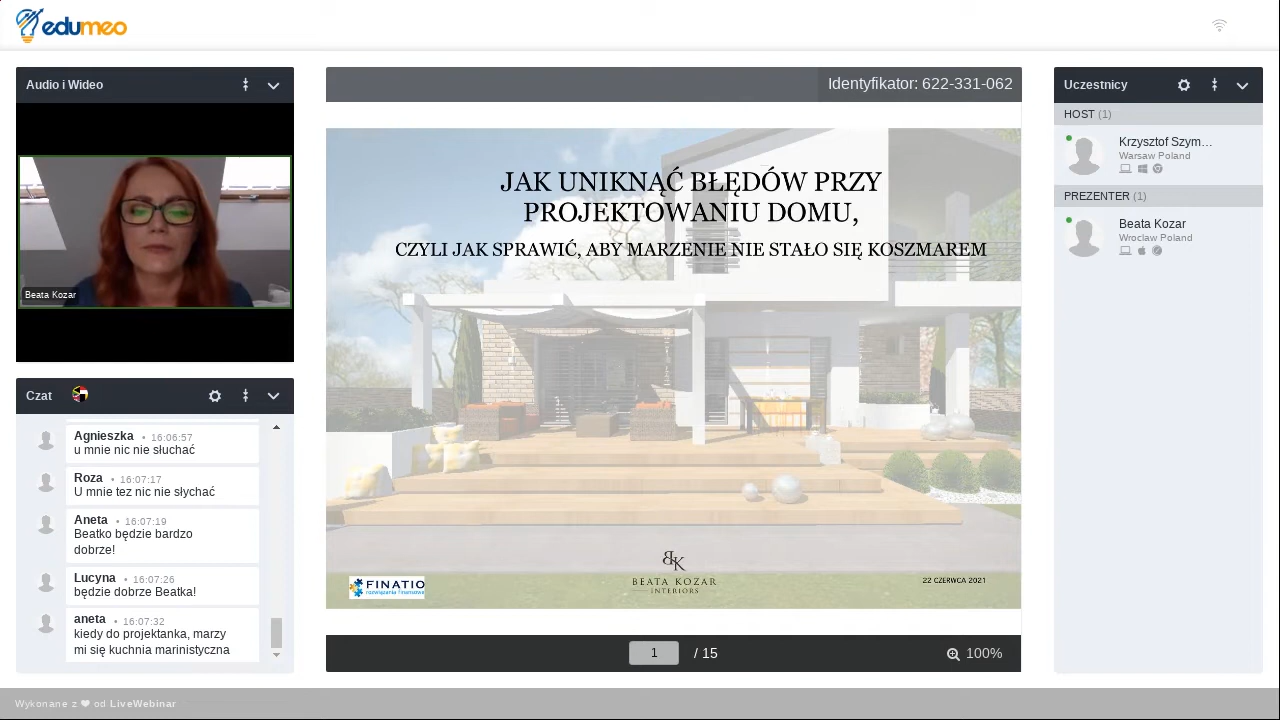 edumeo
Audio i Wideo
Beata Kozar
Czat
Agnieszka • 16:06:57
u mnie nic nie słuchać
Roza • 16:07:17
U mnie tez nic nie słychać
Aneta • 16:07:19
Beatko będzie bardzo
dobrze!
Lucyna • 16:07:26
będzie dobrze Beatka!
aneta • 16:07:32
kiedy do projektanka, marzy
mi się kuchnia marinistyczna
Identyfikator: 622-331-062
JAK UNIKNĄĆ BŁĘDÓW PRZY
PROJEKTOWANIU DOMU,
CZYLI JAK SPRAWIĆ, ABY MARZENIE NIE STAŁO SIĘ KOSZMAREM
FINATIO
rozwiązania finansowe
BK
BEATA KOZAR
INTERIORS
22 CZERWCA 2021
1 / 15
100%
Uczestnicy
HOST (1)
Krzysztof Szym...
Warsaw Poland
PREZENTER (1)
Beata Kozar
Wroclaw Poland
Wykonane z ❤ od LiveWebinar